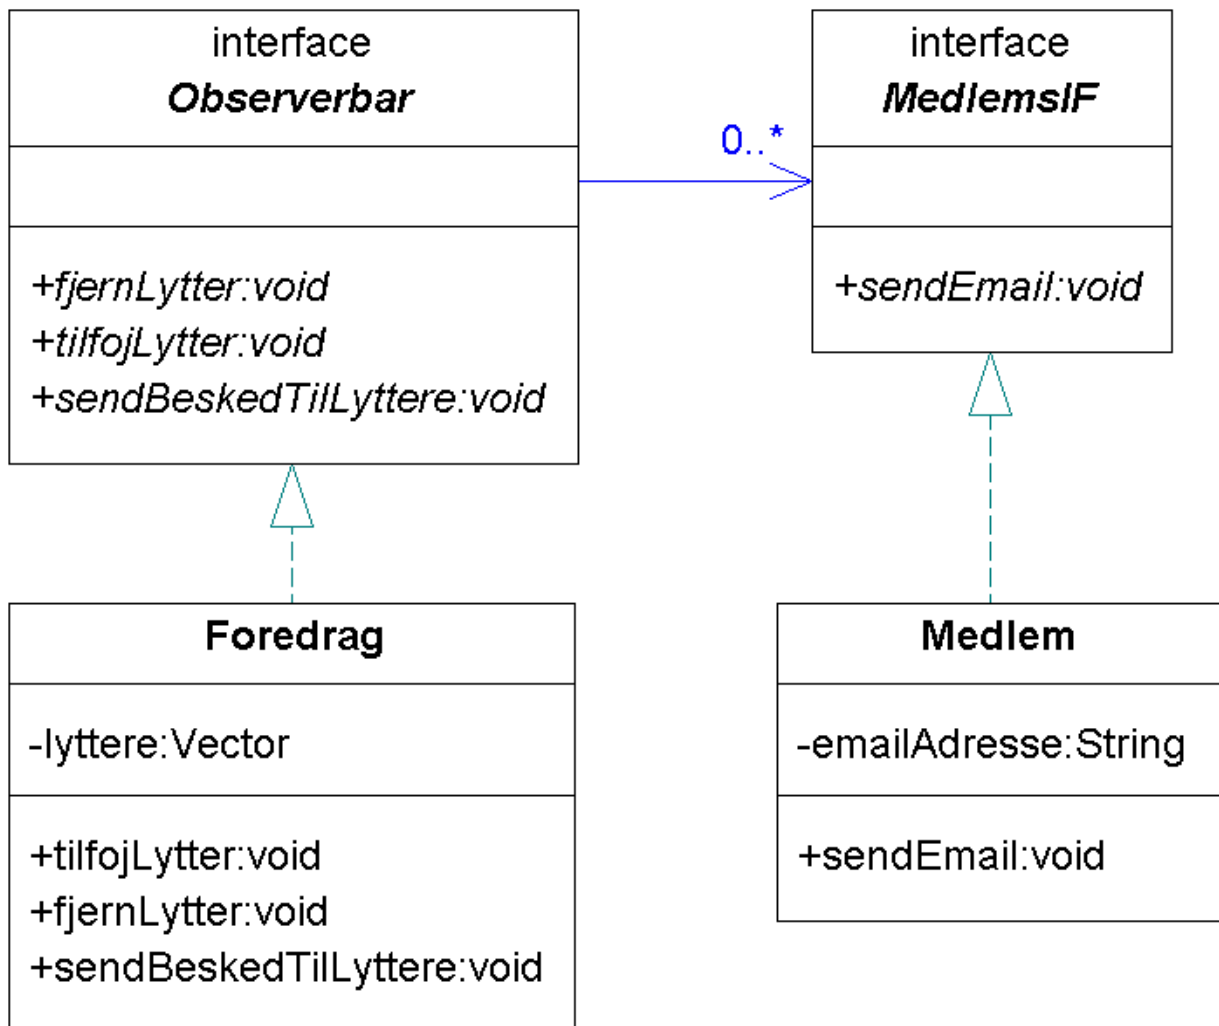 interface
Observerbar
+fjernLytter:void
+tilfojLytter:void
+sendBeskedTilLyttere:void
0..*
interface
MedlemsIF
+sendEmail:void
Foredrag
-lyttere:Vector
+tilfojLytter:void
+fjernLytter:void
+sendBeskedTilLyttere:void
Medlem
-emailAdresse:String
+sendEmail:void